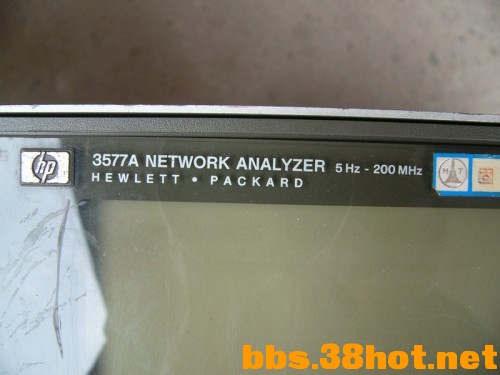 hp
3577A NETWORK ANALYZER 5 Hz - 200 MHz
HEWLETT • PACKARD
H T
bbs.38hot.net